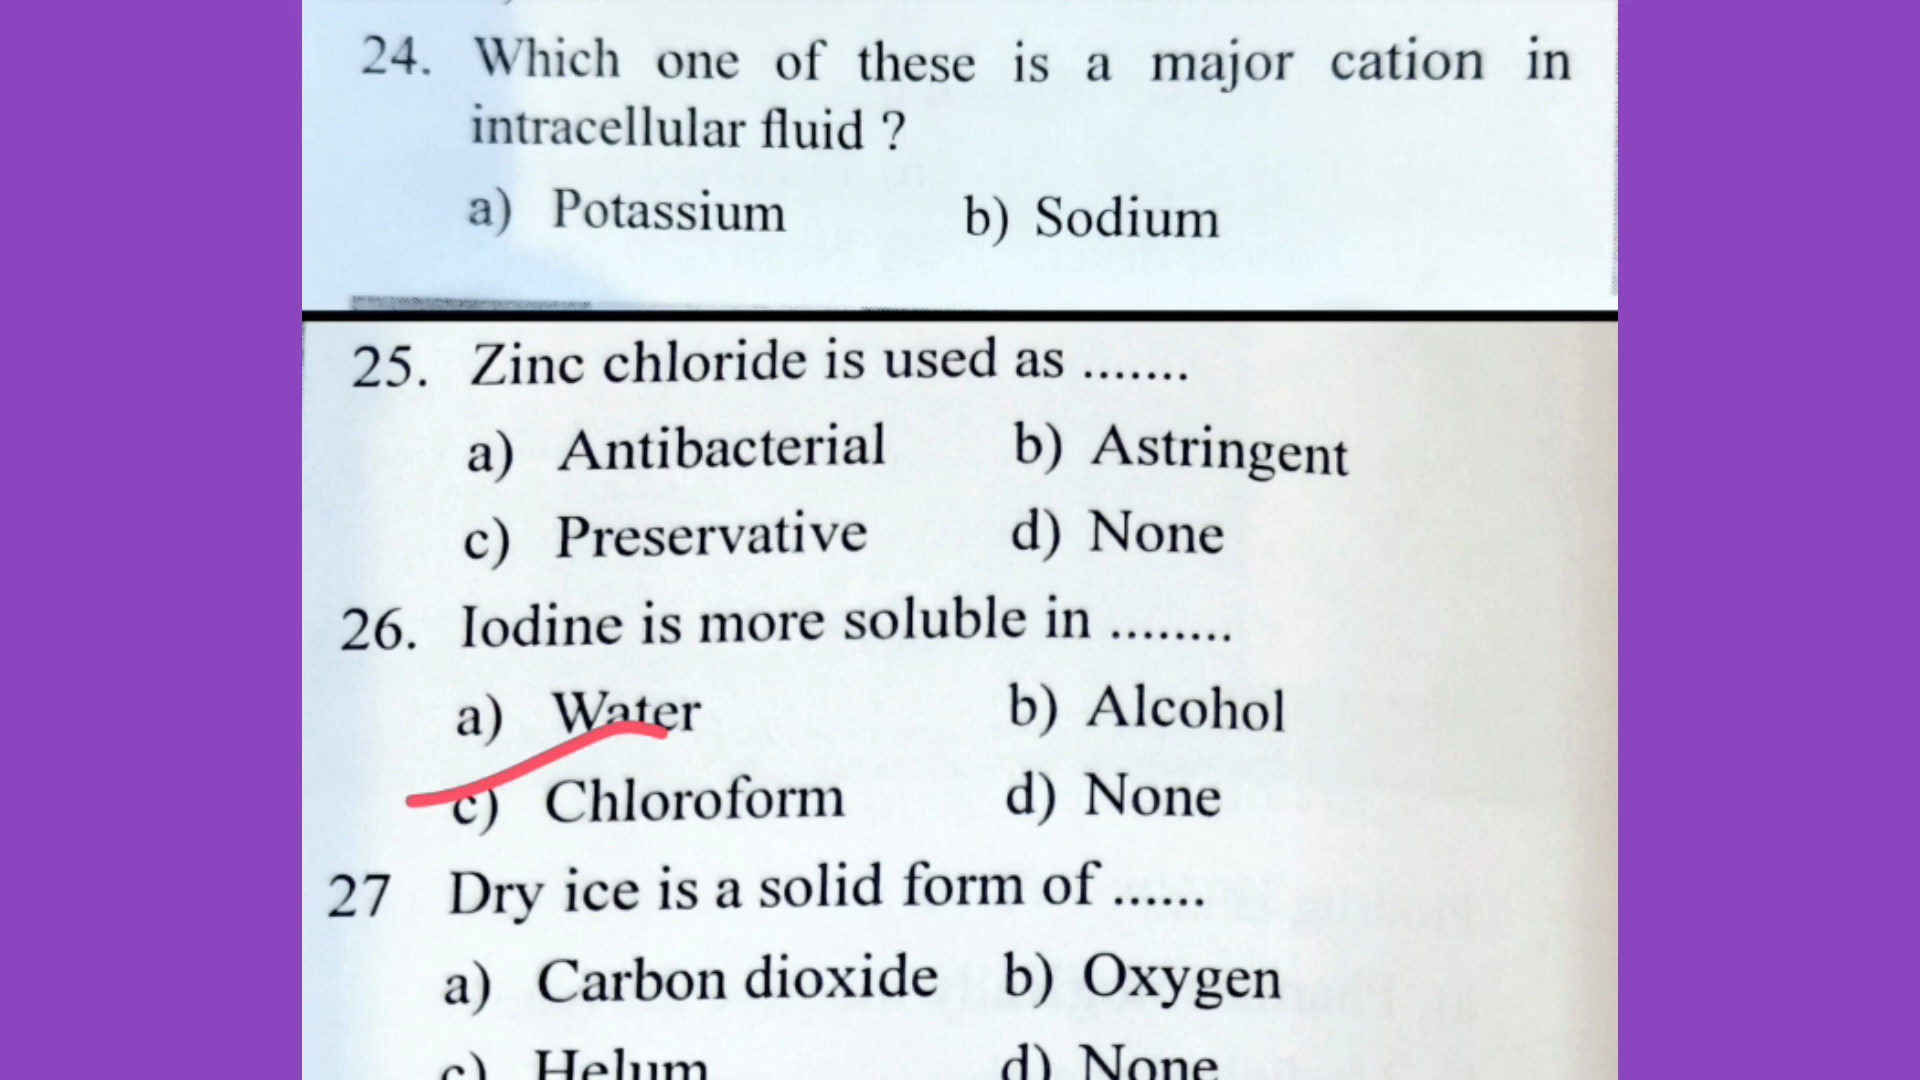 24. Which one of these is a major cation in
intracellular fluid ?
a) Potassium b) Sodium
25. Zinc chloride is used as .......
a) Antibacterial b) Astringent
c) Preservative d) None
26. Iodine is more soluble in ........
a) Water b) Alcohol
c) Chloroform d) None
27 Dry ice is a solid form of ......
a) Carbon dioxide b) Oxygen
c) Helum d) None